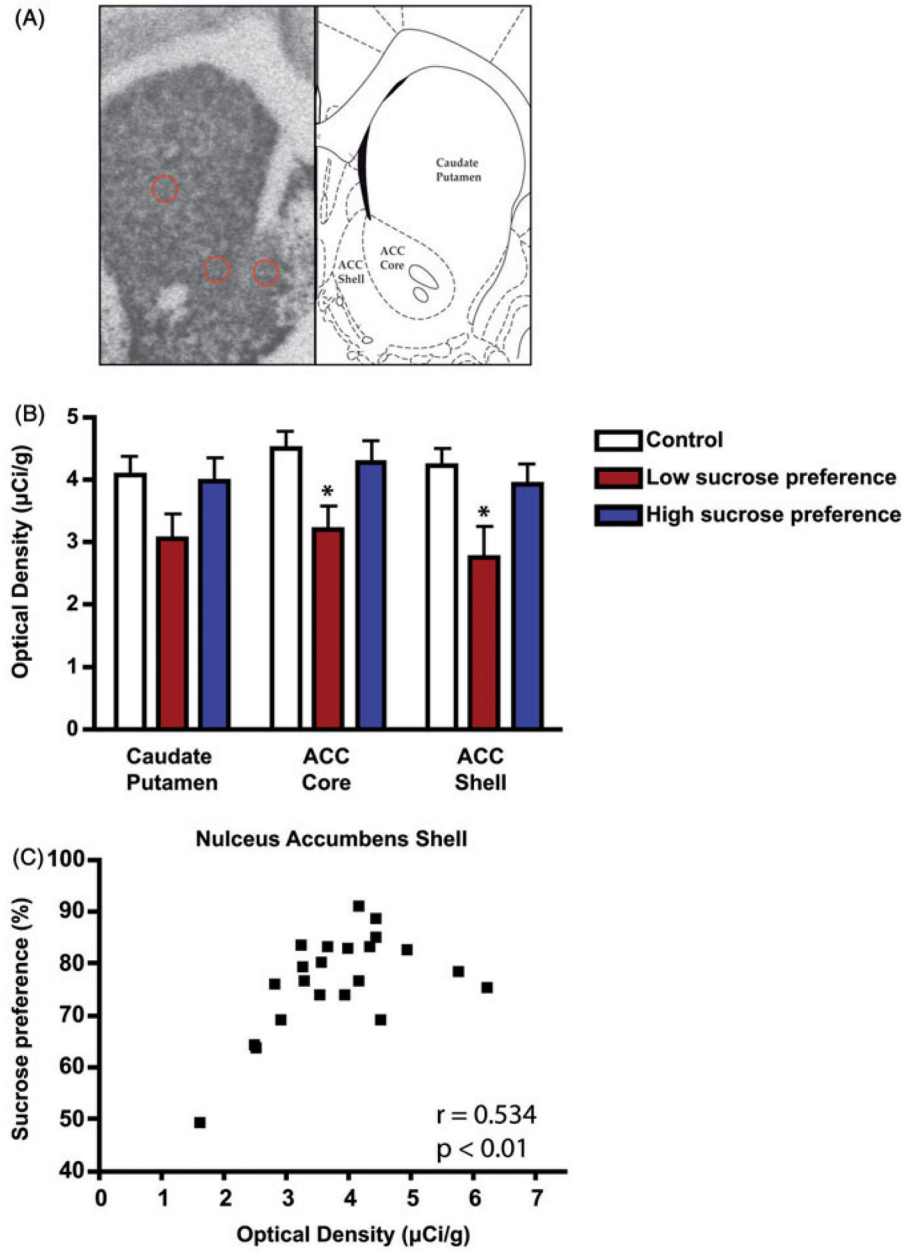 (A)
Caudate
Putamen
ACC
Core
ACC
Shell
(B)
5
4
3
2
1
0
Optical Density (µCi/g)
*
*
Control
Low sucrose preference
High sucrose preference
Caudate
Putamen
ACC
Core
ACC
Shell
Nulceus Accumbens Shell
(C)
100
90
80
70
60
50
40
Sucrose preference (%)
r = 0.534
p < 0.01
0 1 2 3 4 5 6 7
Optical Density (µCi/g)